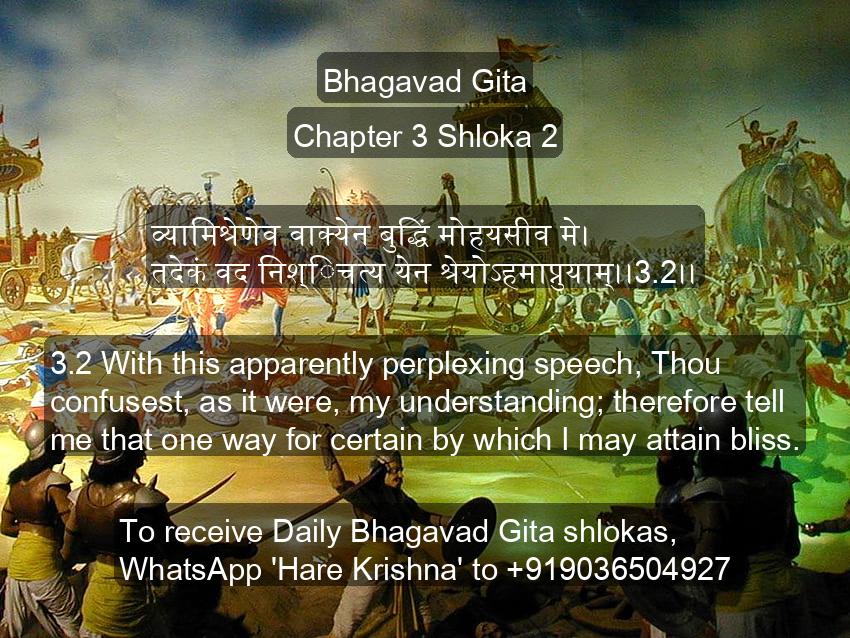 Bhagavad Gita
Chapter 3 Shloka 2
व्यामिश्रेणेव वाक्येन बुद्धिं मोहयसीव मे।
तदेकं वद निश्िचत्य येन श्रेयोऽहमाप्नुयाम्।।3.2।।
3.2 With this apparently perplexing speech, Thou
confusest, as it were, my understanding; therefore tell
me that one way for certain by which I may attain bliss.
To receive Daily Bhagavad Gita shlokas,
WhatsApp 'Hare Krishna' to +919036504927